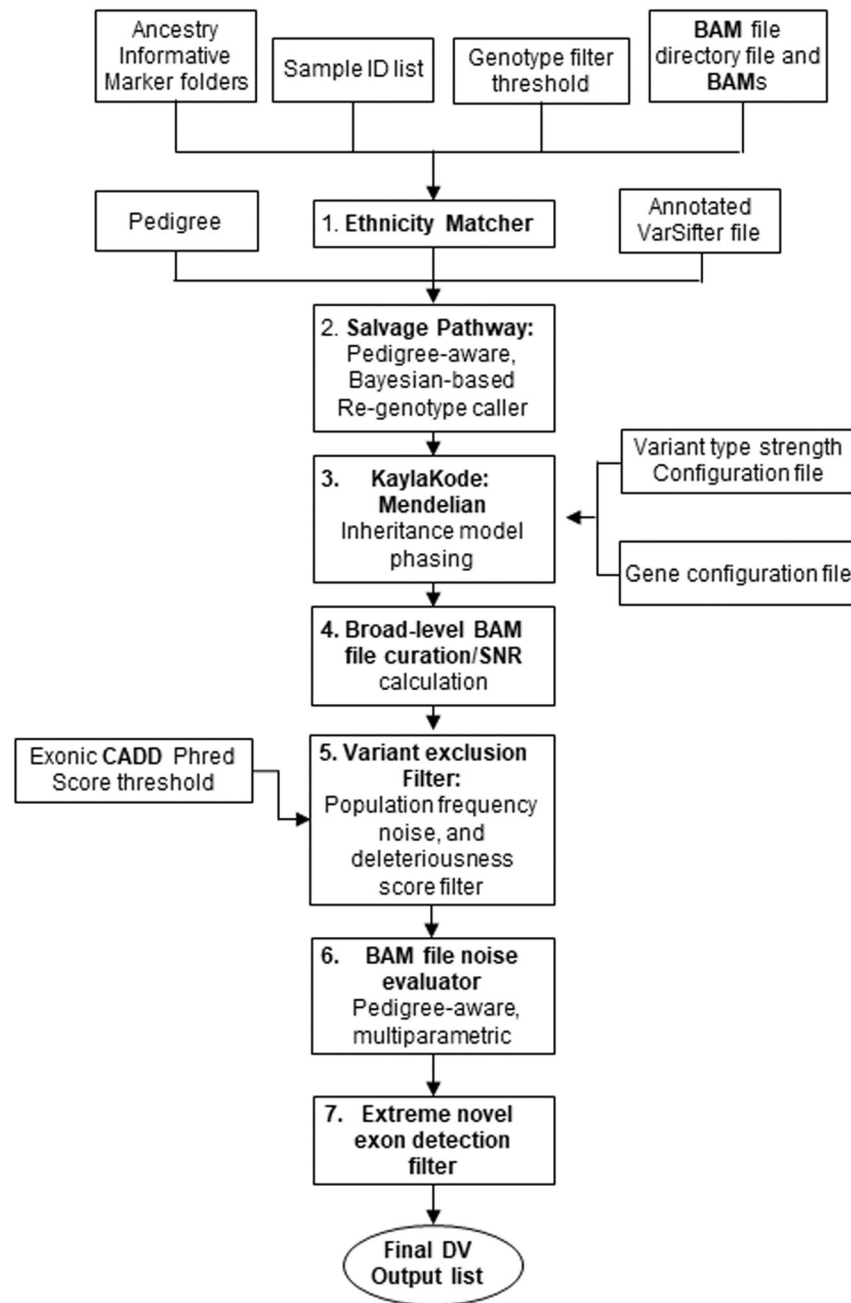 Ancestry
Informative
Marker folders
Sample ID list
Genotype filter
threshold
BAM file
directory file and
BAMs
Pedigree
1. Ethnicity Matcher
Annotated
VarSifter file
2. Salvage Pathway:
Pedigree-aware,
Bayesian-based
Re-genotype caller
3. KaylaKode:
Mendelian
Inheritance model
phasing
Variant type strength
Configuration file
Gene configuration file
4. Broad-level BAM
file curation/SNR
calculation
Exonic CADD Phred
Score threshold
5. Variant exclusion
Filter:
Population frequency
noise, and
deleteriousness
score filter
6. BAM file noise
evaluator
Pedigree-aware,
multiparametric
7. Extreme novel
exon detection
filter
Final DV
Output list